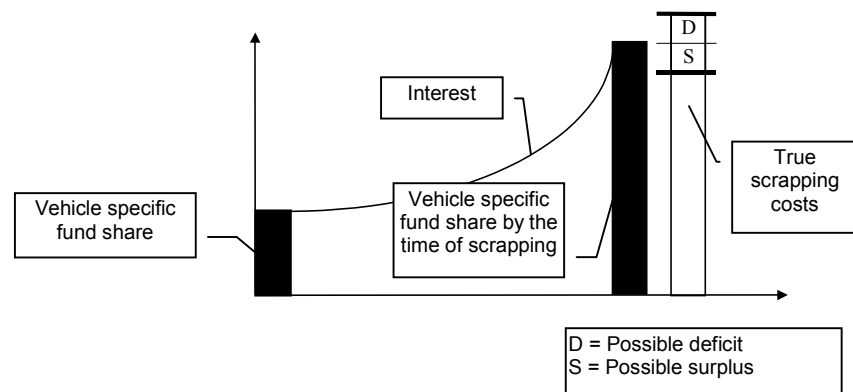 D
S
Interest
True
scrapping
costs
Vehicle specific
fund share
Vehicle specific
fund share by the
time of scrapping
D = Possible deficit
S = Possible surplus